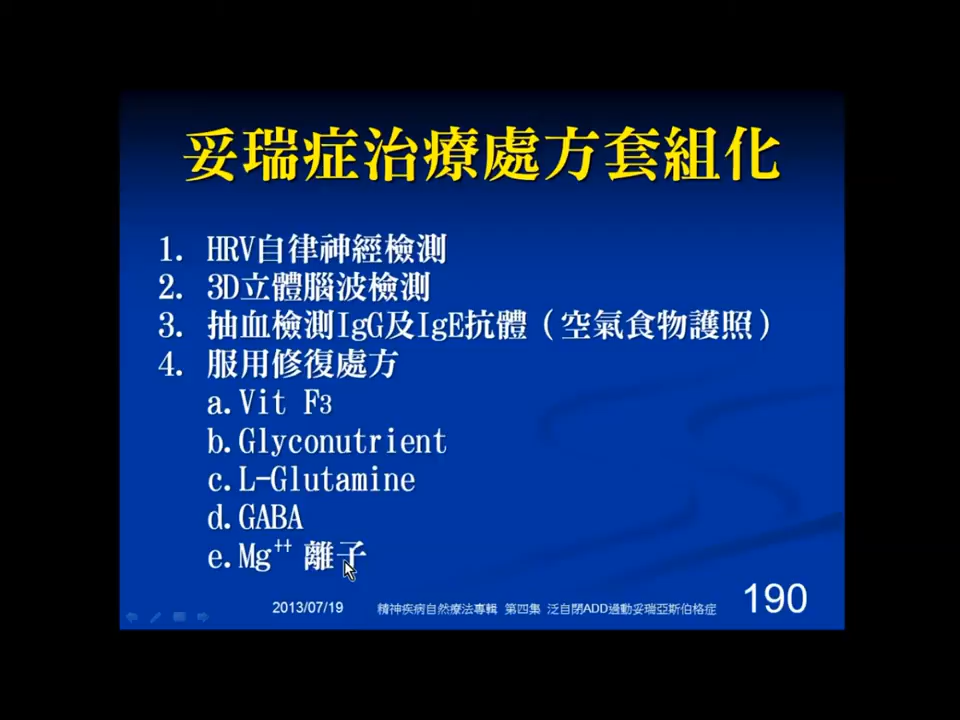 妥瑞症治療處方套組化
1. HRV自律神經檢測
2. 3D立體腦波檢測
3. 抽血檢測IgG及IgE抗體（空氣食物護照）
4. 服用修復處方
a.Vit F3
b.Glyconutrient
c.L-Glutamine
d.GABA
e.Mg++ 離子
2013/07/19 精神疾病自然療法專輯 第四集 泛自閉ADD過動妥瑞亞斯伯格症 190